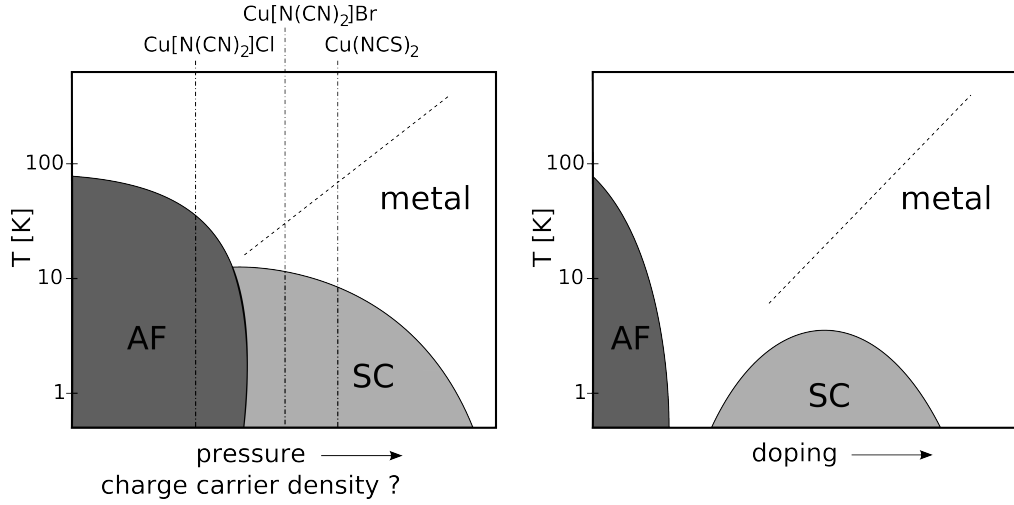 Cu[N(CN)2]Br
Cu[N(CN)2]Cl
Cu(NCS)2
100
10
1
T [K]
AF
SC
metal
pressure
charge carrier density ?
100
10
1
T [K]
AF
SC
metal
doping